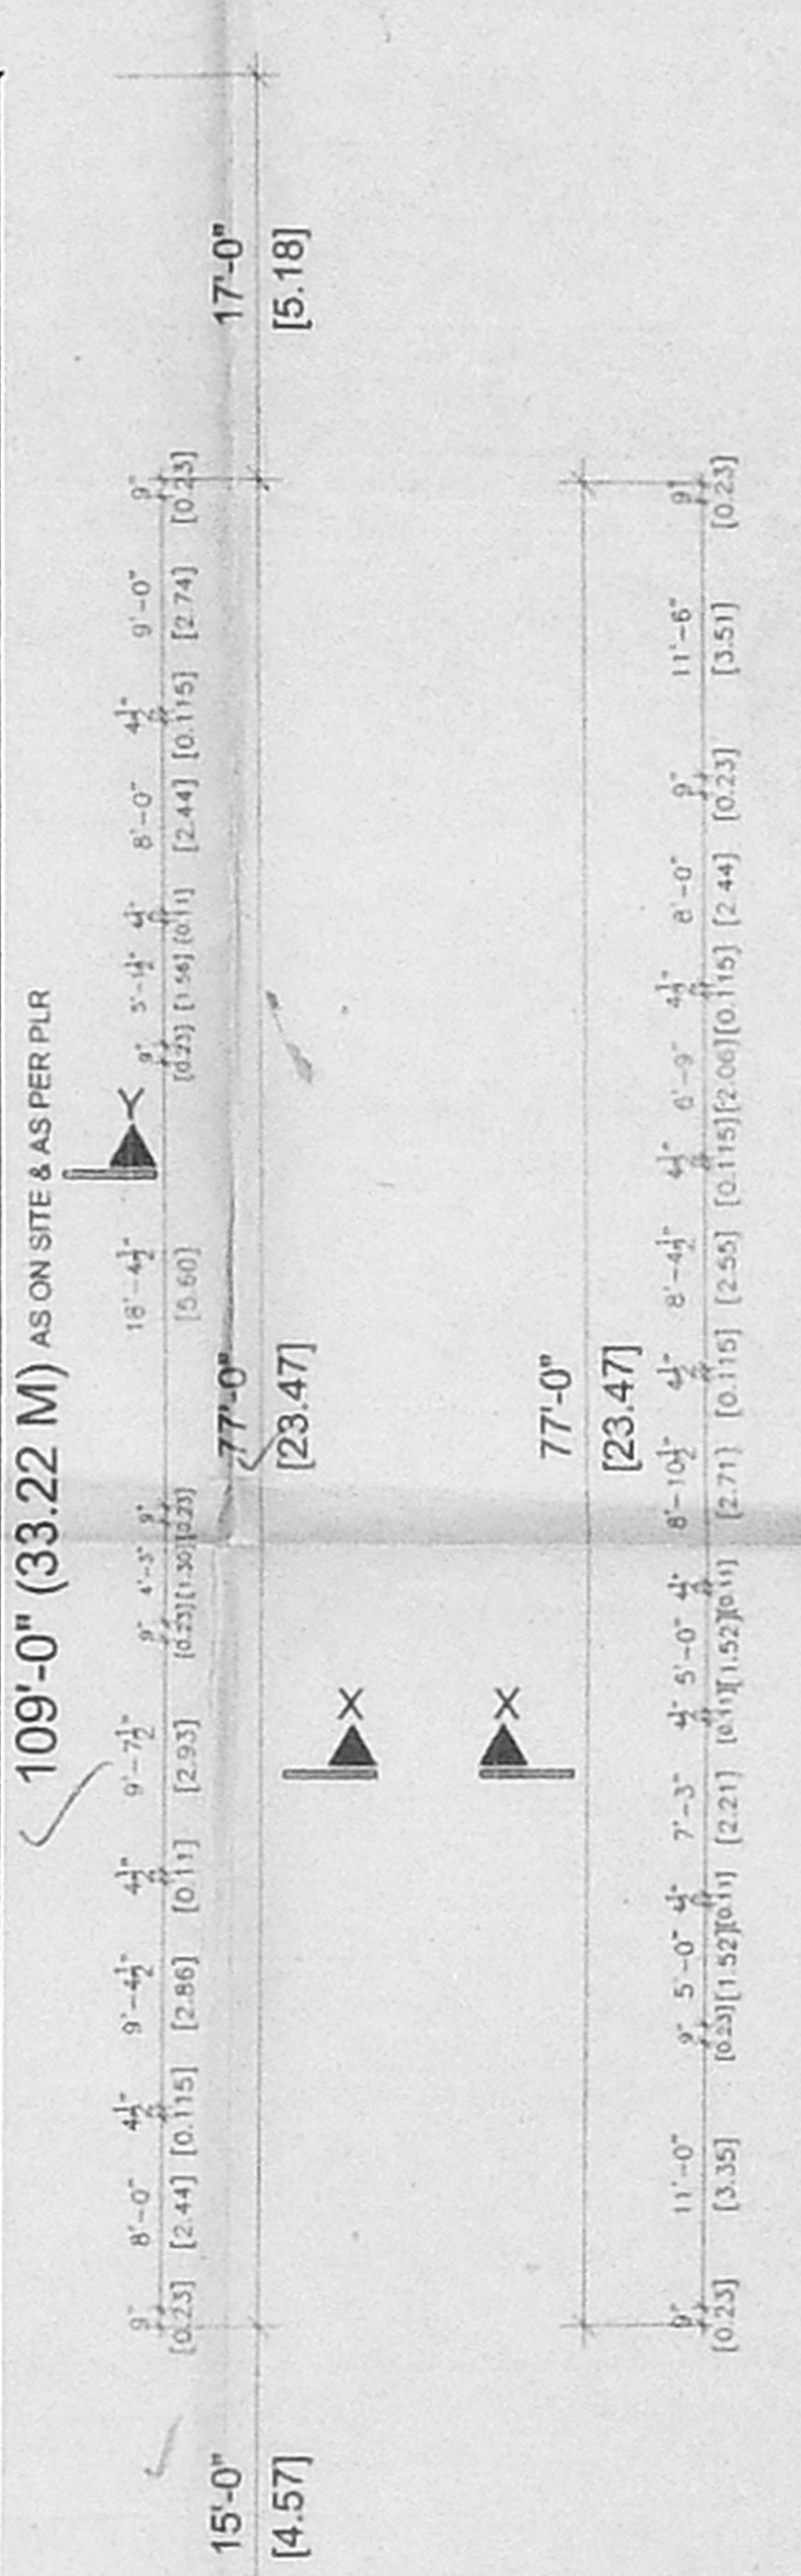 109'-0" (33.22 M) AS ON SITE & AS PER PLR
9" 8'-0" 4½" 9'-4½" 4½" 9'-7½" 9" 4'-3" 9" 18'-4½" 9" 5'-1½" 4½" 8'-0" 4½" 9'-0" 9"
Y
[0.23] [2.44] [0.115] [2.86] [0.11] [2.93] [0.23] [1.30] [0.23] [5.60] [0.23] [1.56] [0.11] [2.44] [0.115] [2.74] [0.23]
15'-0" 77'-0" 17'-0"
[4.57] [23.47] [5.18]
X
X
77'-0"
[23.47]
9" 11'-0" 9" 5'-0" 4½" 7'-3" 4½" 5'-0" 4½" 8'-10½" 4½" 8'-4½" 4½" 6'-9" 4½" 8'-0" 9" 11'-6" 9"
[0.23] [3.35] [0.23] [1.52] [0.11] [2.21] [0.11] [1.52] [0.11] [2.71] [0.115] [2.55] [0.115] [2.06] [0.115] [2.44] [0.23] [3.51] [0.23]